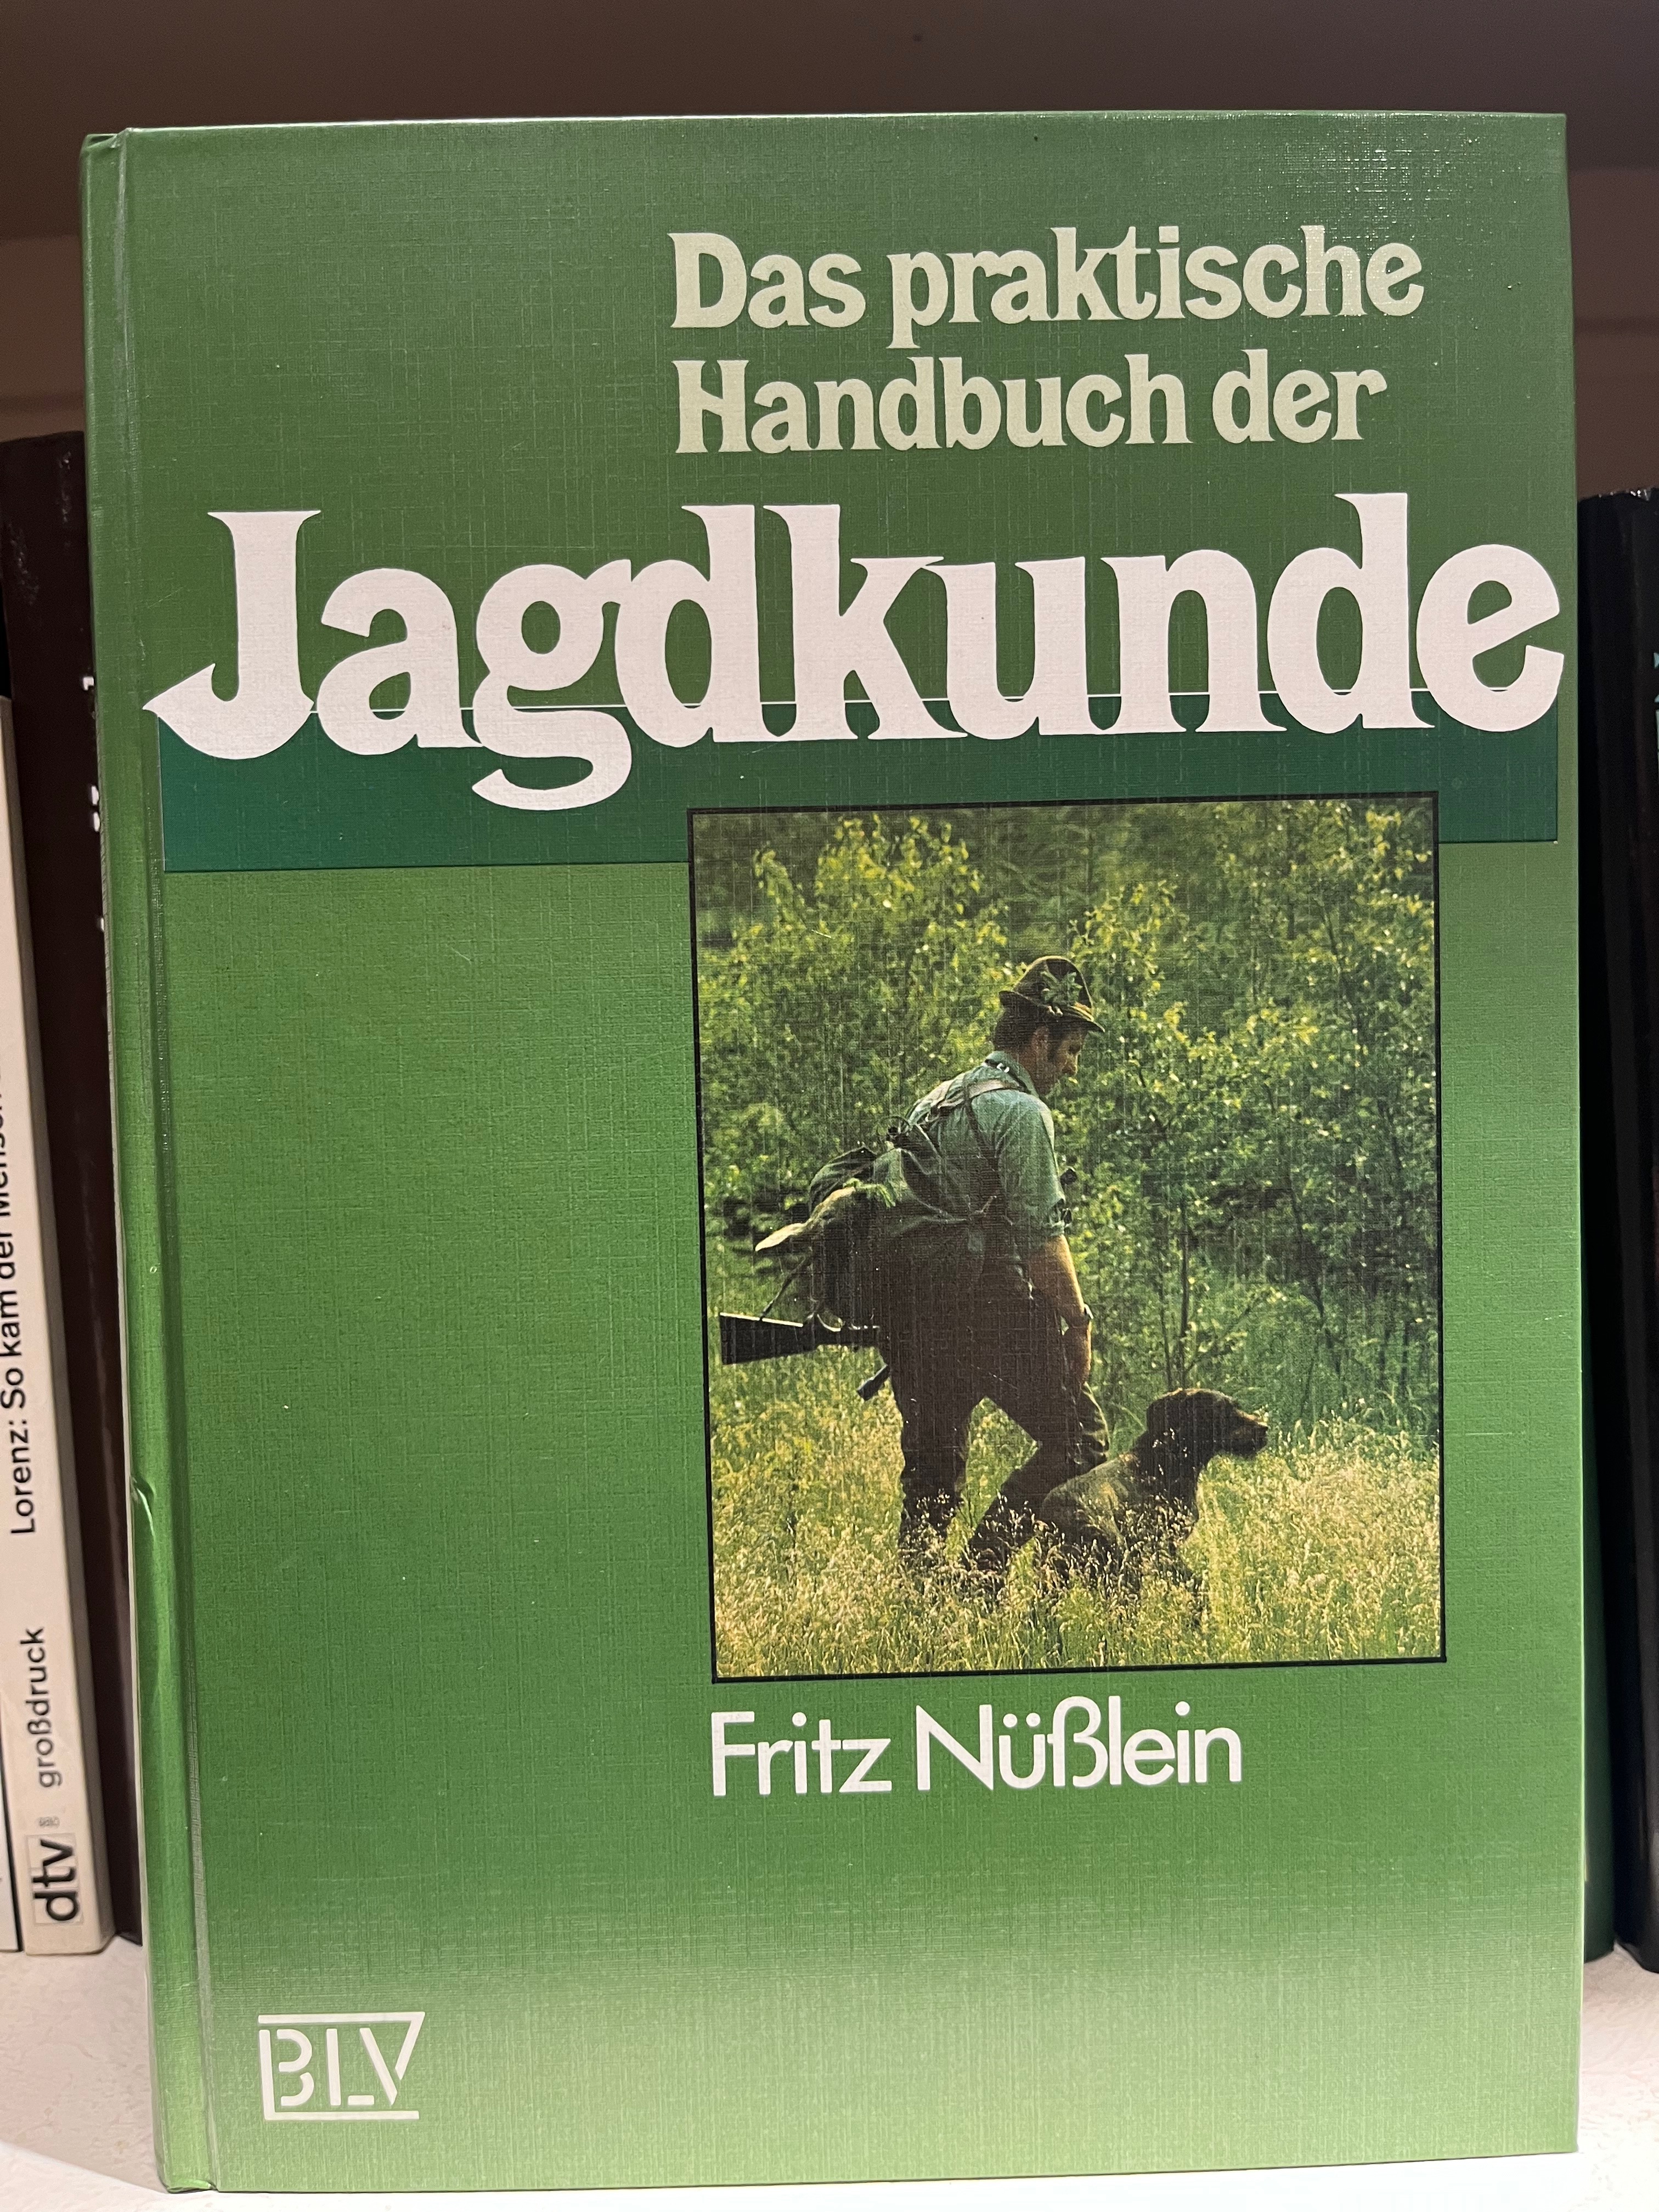 Das praktische
Handbuch der
Jagdkunde
Fritz Nüßlein
BLV
Lorenz: So kam der Mensch
großdruck
dtv